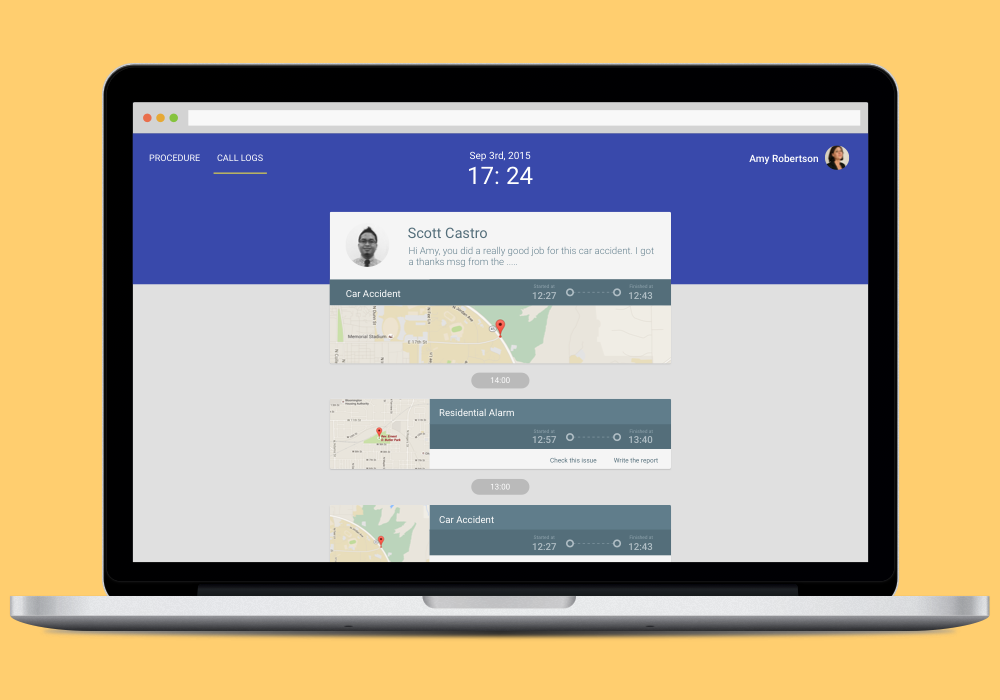 PROCEDURE CALL LOGS
Sep 3rd, 2015
17: 24
Amy Robertson
Scott Castro
Hi Amy, you did a really good job for this car accident. I got
a thanks msg from the .....
Car Accident
Started at
12:27
Finished at
12:43
Memorial Stadium
E 17th St
14:00
Residential Alarm
Started at
12:57
Finished at
13:40
Check this issue
Write the report
13:00
Car Accident
Started at
12:27
Finished at
12:43